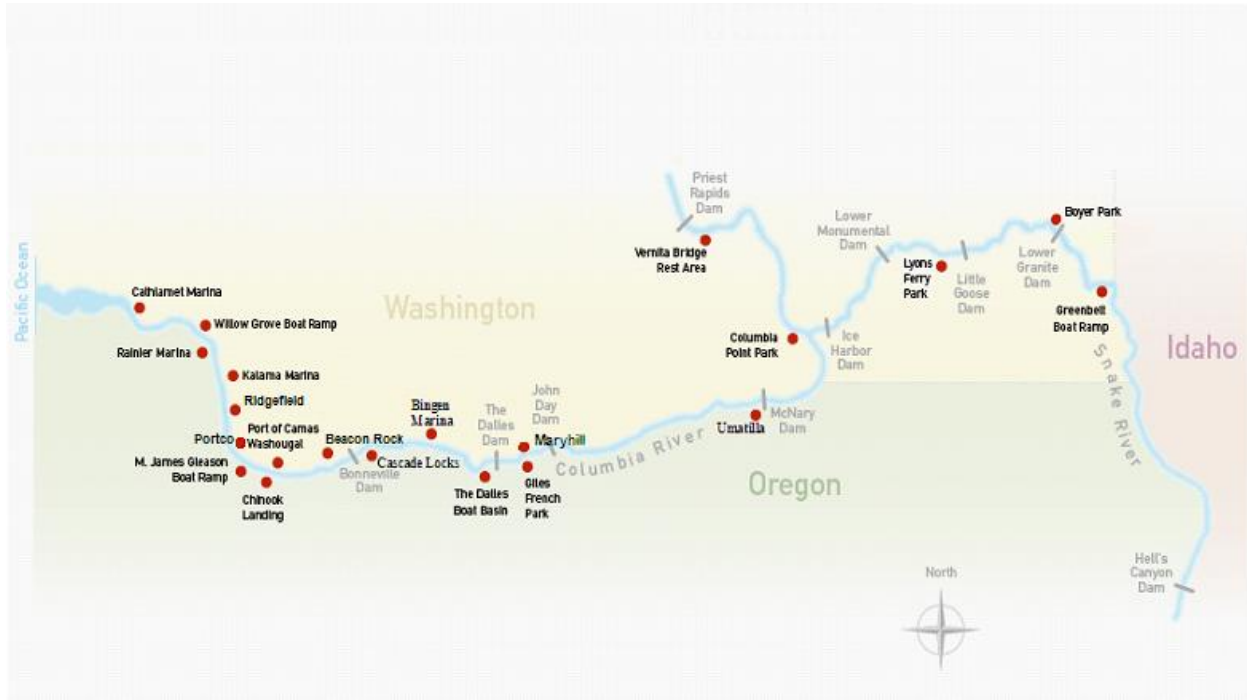 Priest
Rapids
Dam
Vernita Bridge
Rest Area
Lower
Monumental
Dam
Boyer Park
Lyons
Ferry
Park
Little
Goose
Dam
Lower
Granite
Dam
Greenbelt
Boat Ramp
Pacific Ocean
Cathlamet Marina
Willow Grove Boat Ramp
Rainier Marina
Washington
Columbia
Point Park
Ice
Harbor
Dam
Snake River
Idaho
Kalama Marina
Ridgefield
Port of Camas
Washougal
Portco
M. James Gleason
Boat Ramp
Chinook
Landing
Beacon Rock
Bonneville
Dam
Cascade Locks
Bingen
Marina
The
Dalles
Dam
John
Day
Dam
Maryhill
The Dalles
Boat Basin
Giles
French
Park
Columbia River
Umatilla
McNary
Dam
Oregon
North
Hell's
Canyon
Dam